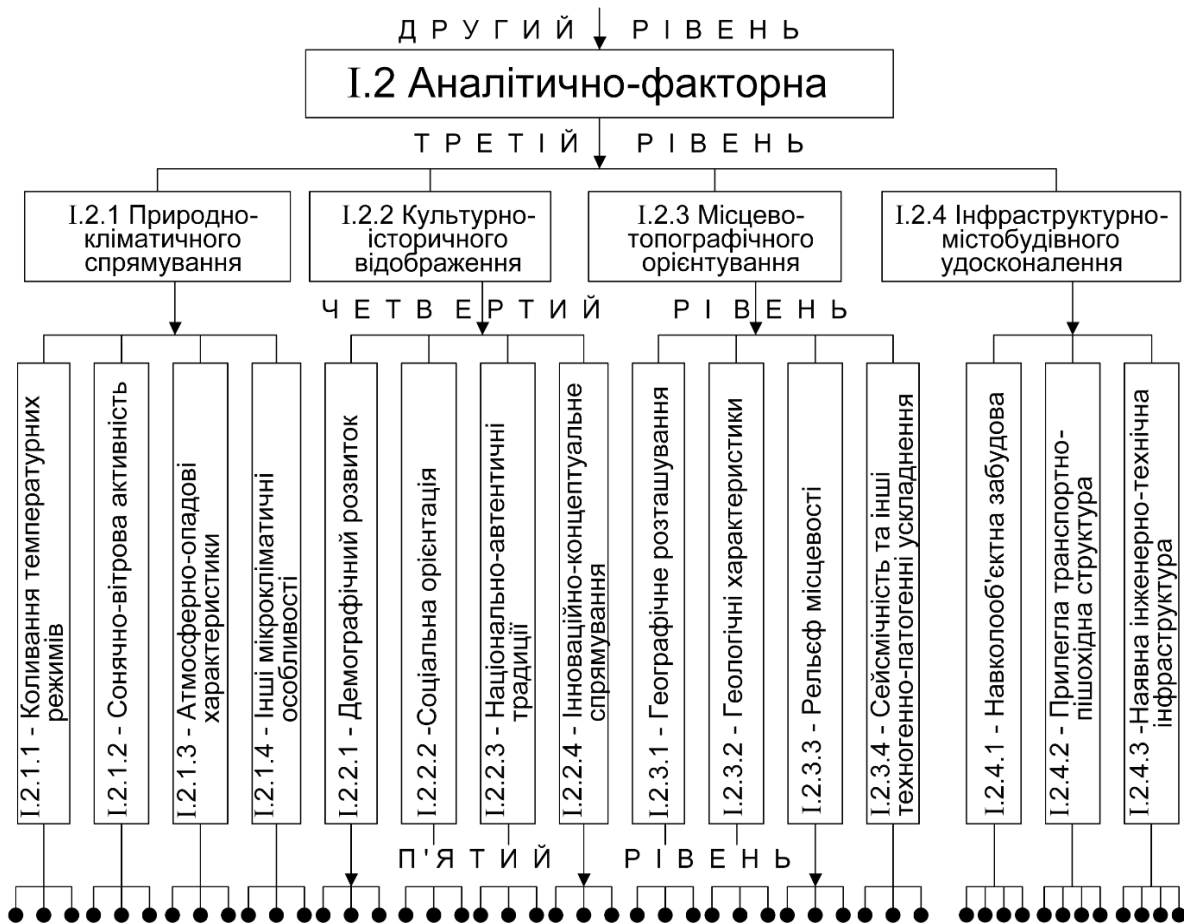 ДРУГИЙ РІВЕНЬ
І.2 Аналітично-факторна
ТРЕТІЙ РІВЕНЬ
І.2.1 Природно-
кліматичного
спрямування
І.2.2 Культурно-
історичного
відображення
І.2.3 Місцево-
топографічного
орієнтування
І.2.4 Інфраструктурно-
містобудівного
удосконалення
ЧЕТВЕРТИЙ РІВЕНЬ
І.2.1.1 - Коливання температурних
режимів
І.2.1.2 - Сонячно-вітрова активність
І.2.1.3 - Атмосферно-опадові
характеристики
І.2.1.4 - Інші мікрокліматичні
особливості
І.2.2.1 - Демографічний розвиток
І.2.2.2 -Соціальна орієнтація
І.2.2.3 - Національно-автентичні
традиції
І.2.2.4 - Інноваційно-концептуальне
спрямування
І.2.3.1 - Географічне розташування
І.2.3.2 - Геологічні характеристики
І.2.3.3 - Рельєф місцевості
І.2.3.4 - Сейсмічність та інші
техногенно-патогенні ускладнення
І.2.4.1 - Навколооб'єктна забудова
І.2.4.2 - Прилегла транспортно-
пішохідна структура
І.2.4.3 -Наявна інженерно-технічна
інфраструктура
П'ЯТИЙ РІВЕНЬ